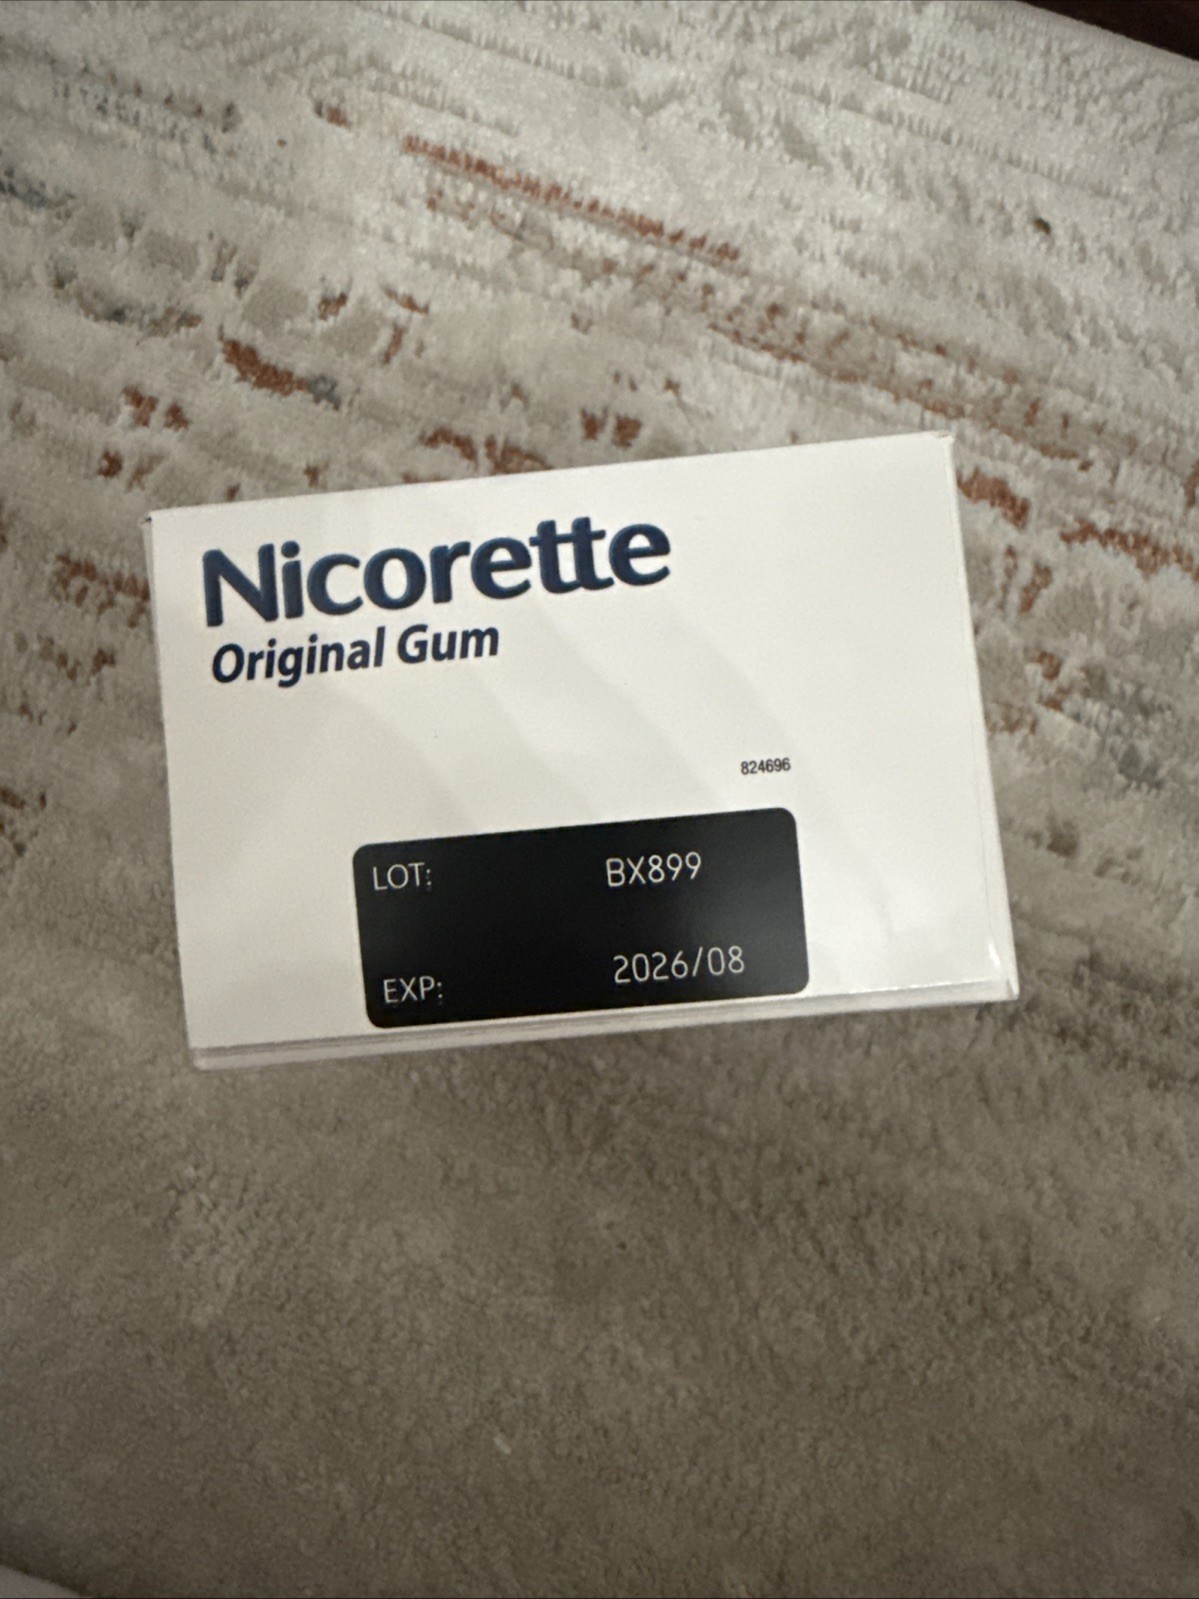 Nicorette
Original Gum
824696
LOT: BX899
EXP: 2026/08